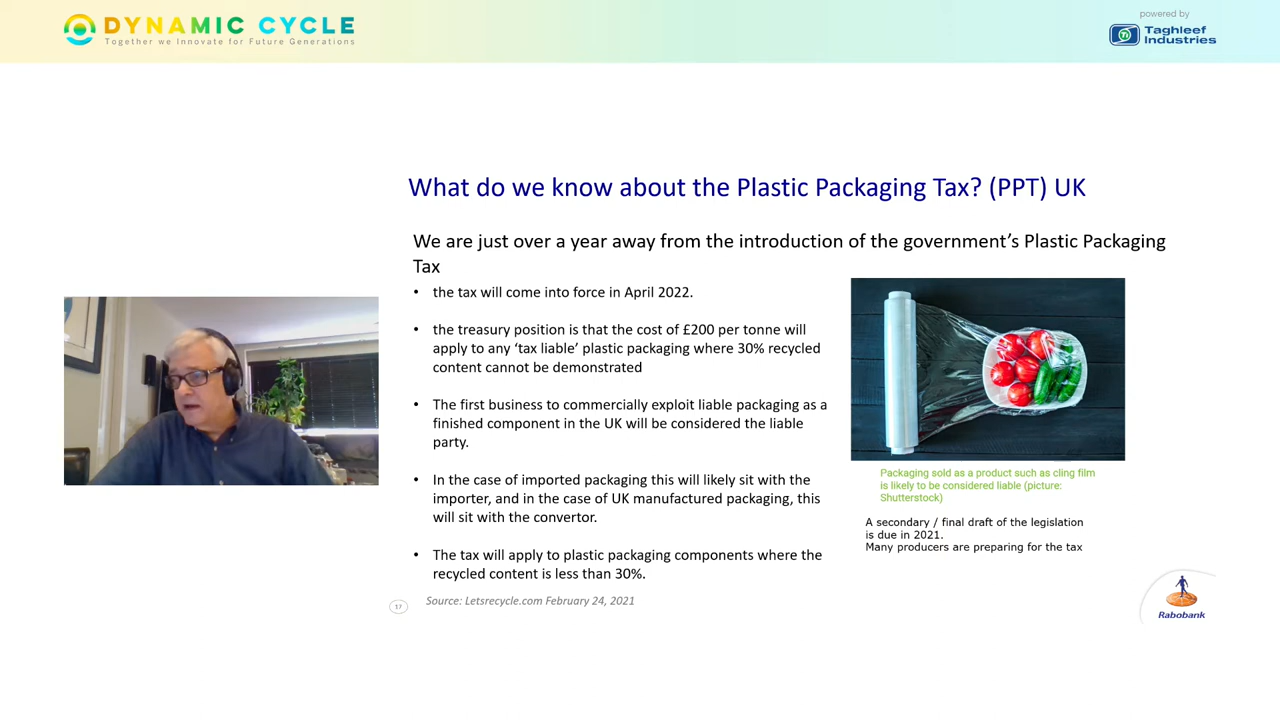 DYNAMIC CYCLE
Together we Innovate for Future Generations
powered by
Ti
Taghleef
Industries
What do we know about the Plastic Packaging Tax? (PPT) UK
We are just over a year away from the introduction of the government’s Plastic Packaging
Tax
• the tax will come into force in April 2022.
• the treasury position is that the cost of £200 per tonne will
apply to any ‘tax liable’ plastic packaging where 30% recycled
content cannot be demonstrated
• The first business to commercially exploit liable packaging as a
finished component in the UK will be considered the liable
party.
• In the case of imported packaging this will likely sit with the
importer, and in the case of UK manufactured packaging, this
will sit with the convertor.
• The tax will apply to plastic packaging components where the
recycled content is less than 30%.
Packaging sold as a product such as cling film
is likely to be considered liable (picture:
Shutterstock)
A secondary / final draft of the legislation
is due in 2021.
Many producers are preparing for the tax
17
Source: Letsrecycle.com February 24, 2021
Rabobank